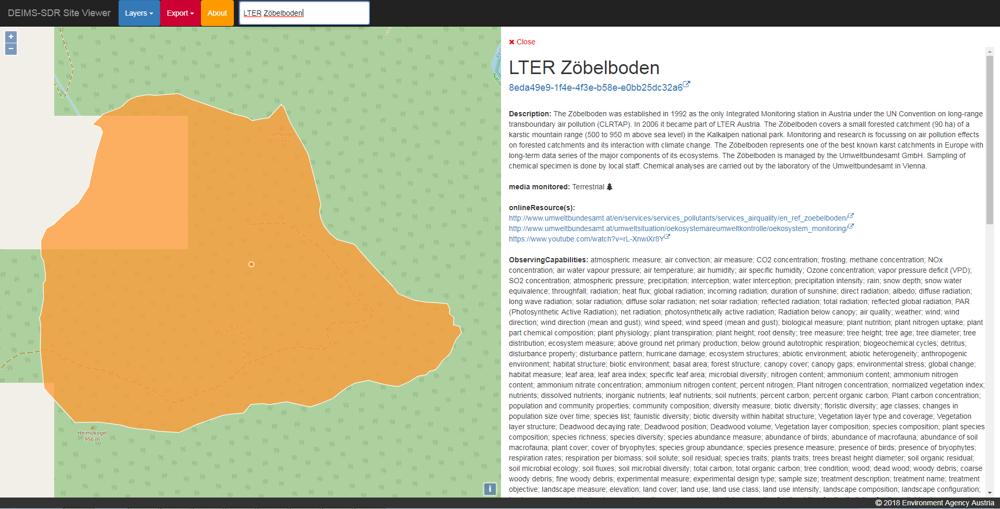 DEIMS-SDR Site Viewer
Layers
Export
About
LTER Zöbelboden
+
−
Stefflkogel
923 m
Heimokogel
956 m
i
Close
LTER Zöbelboden
8eda49e9-1f4e-4f3e-b58e-e0bb25dc32a6
Description: The Zöbelboden was established in 1992 as the only Integrated Monitoring station in Austria under the UN Convention on long-range
transboundary air pollution (CLRTAP). In 2006 it became part of LTER Austria. The Zöbelboden covers a small forested catchment (90 ha) of a
karstic mountain range (500 to 950 m above sea level) in the Kalkalpen national park. Monitoring and research is focussing on air pollution effects
on forested catchments and its interaction with climate change. The Zöbelboden represents one of the best known karst catchments in Europe with
long-term data series of the major components of its ecosystems. The Zöbelboden is managed by the Umweltbundesamt GmbH. Sampling of
chemical specimen is done by local staff. Chemical analyses are carried out by the laboratory of the Umweltbundesamt in Vienna.
media monitored: Terrestrial
onlineResource(s):
http://www.umweltbundesamt.at/en/services/services_pollutants/services_airquality/en_ref_zoebelboden/
http://www.umweltbundesamt.at/umweltsituation/oekosystemareumweltkontrolle/oekosystem_monitoring/
https://www.youtube.com/watch?v=rL-XnwiXr8Y
ObservingCapabilities: atmospheric measure; air convection; air measure; CO2 concentration; frosting; methane concentration; NOx
concentration; air water vapour pressure; air temperature; air humidity; air specific humidity; Ozone concentration; vapor pressure deficit (VPD);
SO2 concentration; atmospheric pressure; precipitation; interception; water interception; precipitation intensity; rain; snow depth; snow water
equivalence; throughfall; radiation; heat flux; global radiation; incoming radiation; duration of sunshine; direct radiation; albedo; diffuse radiation;
long wave radiation; solar radiation; diffuse solar radiation; net solar radiation; reflected radiation; total radiation; reflected global radiation; PAR
(Photosynthetic Active Radiation); net radiation; photosynthetically active radiation; Radiation below canopy; air quality; weather; wind; wind
direction; wind direction (mean and gust); wind speed; wind speed (mean and gust); biological measure; plant nutrition; plant nitrogen uptake; plant
part chemical composition; plant physiology; plant transpiration; plant height; root density; tree measure; tree height; tree age; tree diameter; tree
distribution; ecosystem measure; above ground net primary production; below ground autotrophic respiration; biogeochemical cycles; detritus;
disturbance property; disturbance pattern; hurricane damage; ecosystem structures; abiotic environment; abiotic heterogeneity; anthropogenic
environment; habitat structure; biotic environment; basal area; forest structure; canopy cover; canopy gaps; environmental stress; global change;
habitat measure; leaf area; leaf area index; specific leaf area; microbial diversity; nitrogen content; ammonium content; ammonium nitrogen
content; ammonium nitrate concentration; ammonium nitrogen content; percent nitrogen; Plant nitrogen concentration; normalized vegetation index;
nutrients; dissolved nutrients; inorganic nutrients; leaf nutrients; soil nutrients; percent carbon; percent organic carbon; Plant carbon concentration;
population and community properties; community composition; diversity measure; biotic diversity; floristic diversity; age classes; changes in
population size over time; species list; faunistic diversity; biotic diversity within habitat structure; Vegetation layer type and coverage; Vegetation
layer structure; Deadwood decaying rate; Deadwood position; Deadwood volume; Vegetation layer composition; species composition; plant species
composition; species richness; species diversity; species abundance measure; abundance of birds; abundance of macrofauna; abundance of soil
macrofauna; plant cover; cover of bryophytes; species group abundance; species presence measure; presence of birds; presence of bryophytes;
respiration rates; respiration per biomass; soil solute; soil residual; species traits; plants traits; trees breast height diameter; soil organic residual;
soil microbial ecology; soil fluxes; soil microbial diversity; total carbon; total organic carbon; tree condition; wood; dead wood; woody debris; coarse
woody debris; fine woody debris; experimental measure; experimental design type; sample size; treatment description; treatment name; treatment
objective; landscape measure; elevation; land cover; land use; land use class; land use intensity; landscape composition; landscape configuration;
© 2018 Environment Agency Austria